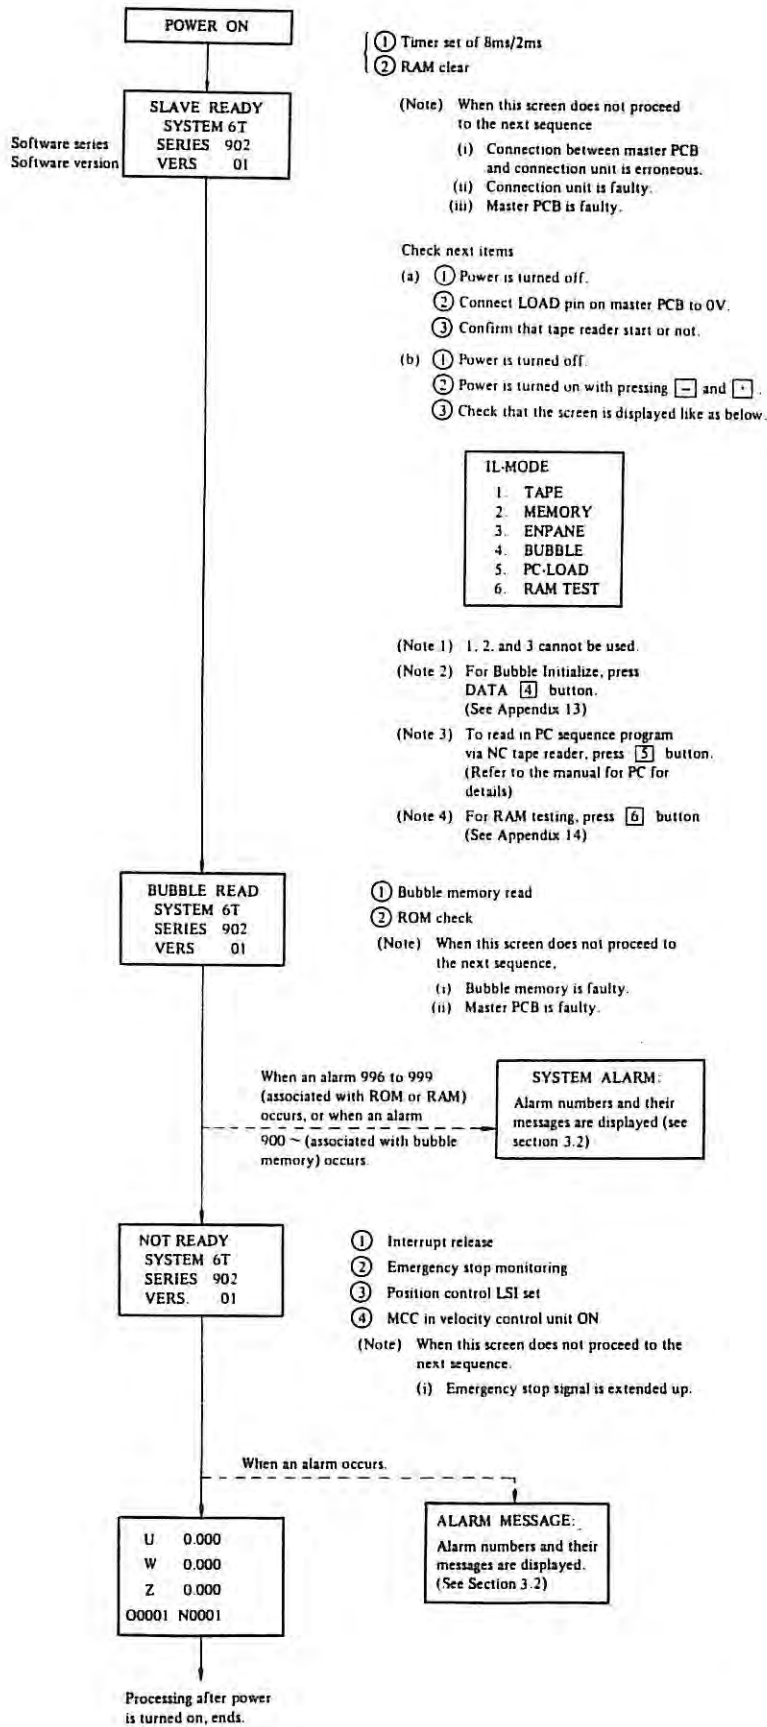 POWER ON
① Timer set of 8ms/2ms
② RAM clear
SLAVE READY
SYSTEM 6T
SERIES 902
VERS 01
Software series
Software version
(Note) When this screen does not proceed
to the next sequence
(i) Connection between master PCB
and connection unit is erroneous.
(ii) Connection unit is faulty.
(iii) Master PCB is faulty.
Check next items
(a) ① Power is turned off.
② Connect LOAD pin on master PCB to 0V.
③ Confirm that tape reader start or not.
(b) ① Power is turned off.
② Power is turned on with pressing [-] and [·] .
③ Check that the screen is displayed like as below.
IL-MODE
1. TAPE
2. MEMORY
3. ENPANE
4. BUBBLE
5. PC-LOAD
6. RAM TEST
(Note 1) 1, 2, and 3 cannot be used.
(Note 2) For Bubble Initialize, press
DATA [4] button.
(See Appendix 13)
(Note 3) To read in PC sequence program
via NC tape reader, press [5] button.
(Refer to the manual for PC for
details)
(Note 4) For RAM testing, press [6] button
(See Appendix 14)
BUBBLE READ
SYSTEM 6T
SERIES 902
VERS 01
① Bubble memory read
② ROM check
(Note) When this screen does not proceed to
the next sequence,
(i) Bubble memory is faulty.
(ii) Master PCB is faulty.
When an alarm 996 to 999
(associated with ROM or RAM)
occurs, or when an alarm
900 ~ (associated with bubble
memory) occurs.
SYSTEM ALARM:
Alarm numbers and their
messages are displayed (see
section 3.2)
NOT READY
SYSTEM 6T
SERIES 902
VERS. 01
① Interrupt release
② Emergency stop monitoring
③ Position control LSI set
④ MCC in velocity control unit ON
(Note) When this screen does not proceed to the
next sequence.
(i) Emergency stop signal is extended up.
When an alarm occurs.
U 0.000
W 0.000
Z 0.000
O0001 N0001
ALARM MESSAGE:
Alarm numbers and their
messages are displayed.
(See Section 3.2)
Processing after power
is turned on, ends.